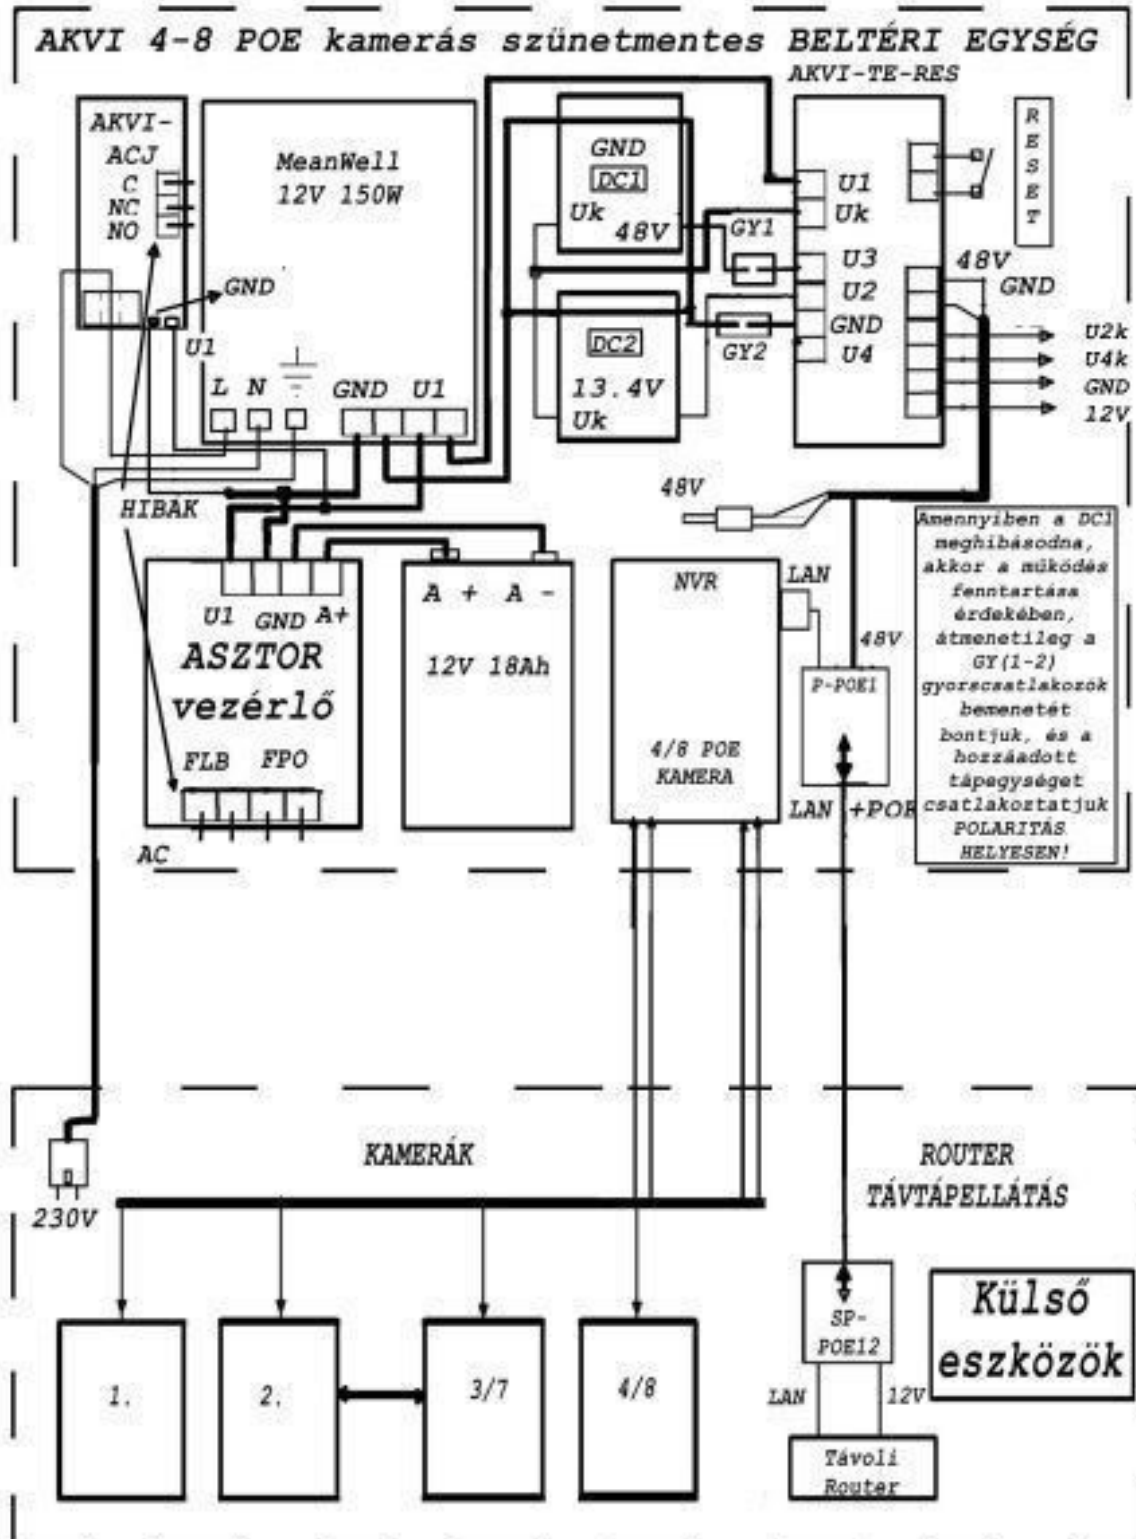 AKVI 4-8 POE kamerás szünetmentes BELTÉRI EGYSÉG
AKVI-TE-RES
AKVI-
ACJ
C
NC
NO
GND
U1
MeanWell
12V 150W
L N
GND U1
GND
DC1
Uk
48V
GY1
DC2
13.4V
Uk
GY2
U1
Uk
U3
U2
GND
U4
R
E
S
E
T
48V
GND
U2k
U4k
GND
12V
HIBAK
48V
U1 GND A+
ASZTOR
vezérlő
FLB FPO
AC
A + A -
12V 18Ah
NVR
4/8 POE
KAMERA
LAN
48V
P-POE1
LAN +POE
Amennyiben a DC1
meghibásodna,
akkor a működés
fenntartása
érdekében,
átmenetileg a
GY(1-2)
gyorscsatlakozók
bemenetét
bontjuk, és a
hozzáadott
tápegységet
csatlakoztatjuk
POLARITÁS
HELYESEN!
230V
KAMERÁK
ROUTER
TÁVTÁPELLÁTÁS
1.
2.
3/7
4/8
SP-
POE12
LAN
12V
Távoli
Router
Külső
eszközök